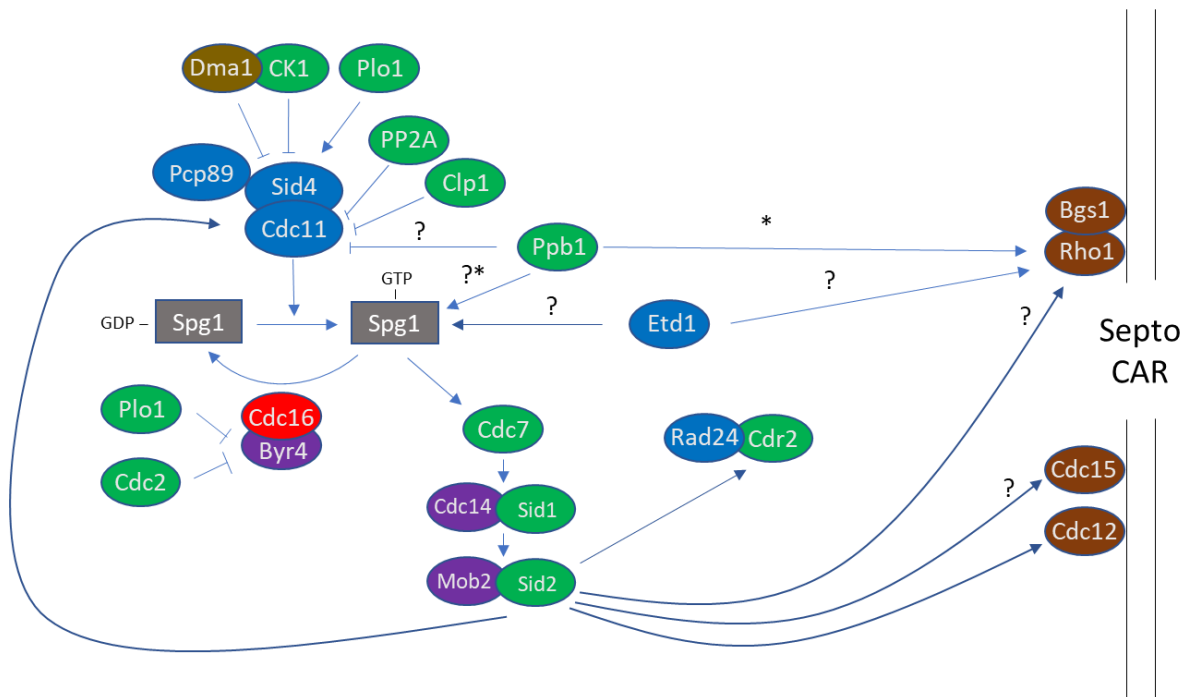 Dma1 CK1 Plo1
PP2A
Pcp89 Sid4 Clp1
Cdc11 ? Ppb1 * Bgs1
Rho1
?* ?
GTP
GDP Spg1 Spg1 ? Etd1 ?
Septo
CAR
Plo1 Cdc16
Byr4 Cdc7 Rad24 Cdr2
Cdc2 Cdc15
Cdc14 Sid1 ?
Cdc12
Mob2 Sid2